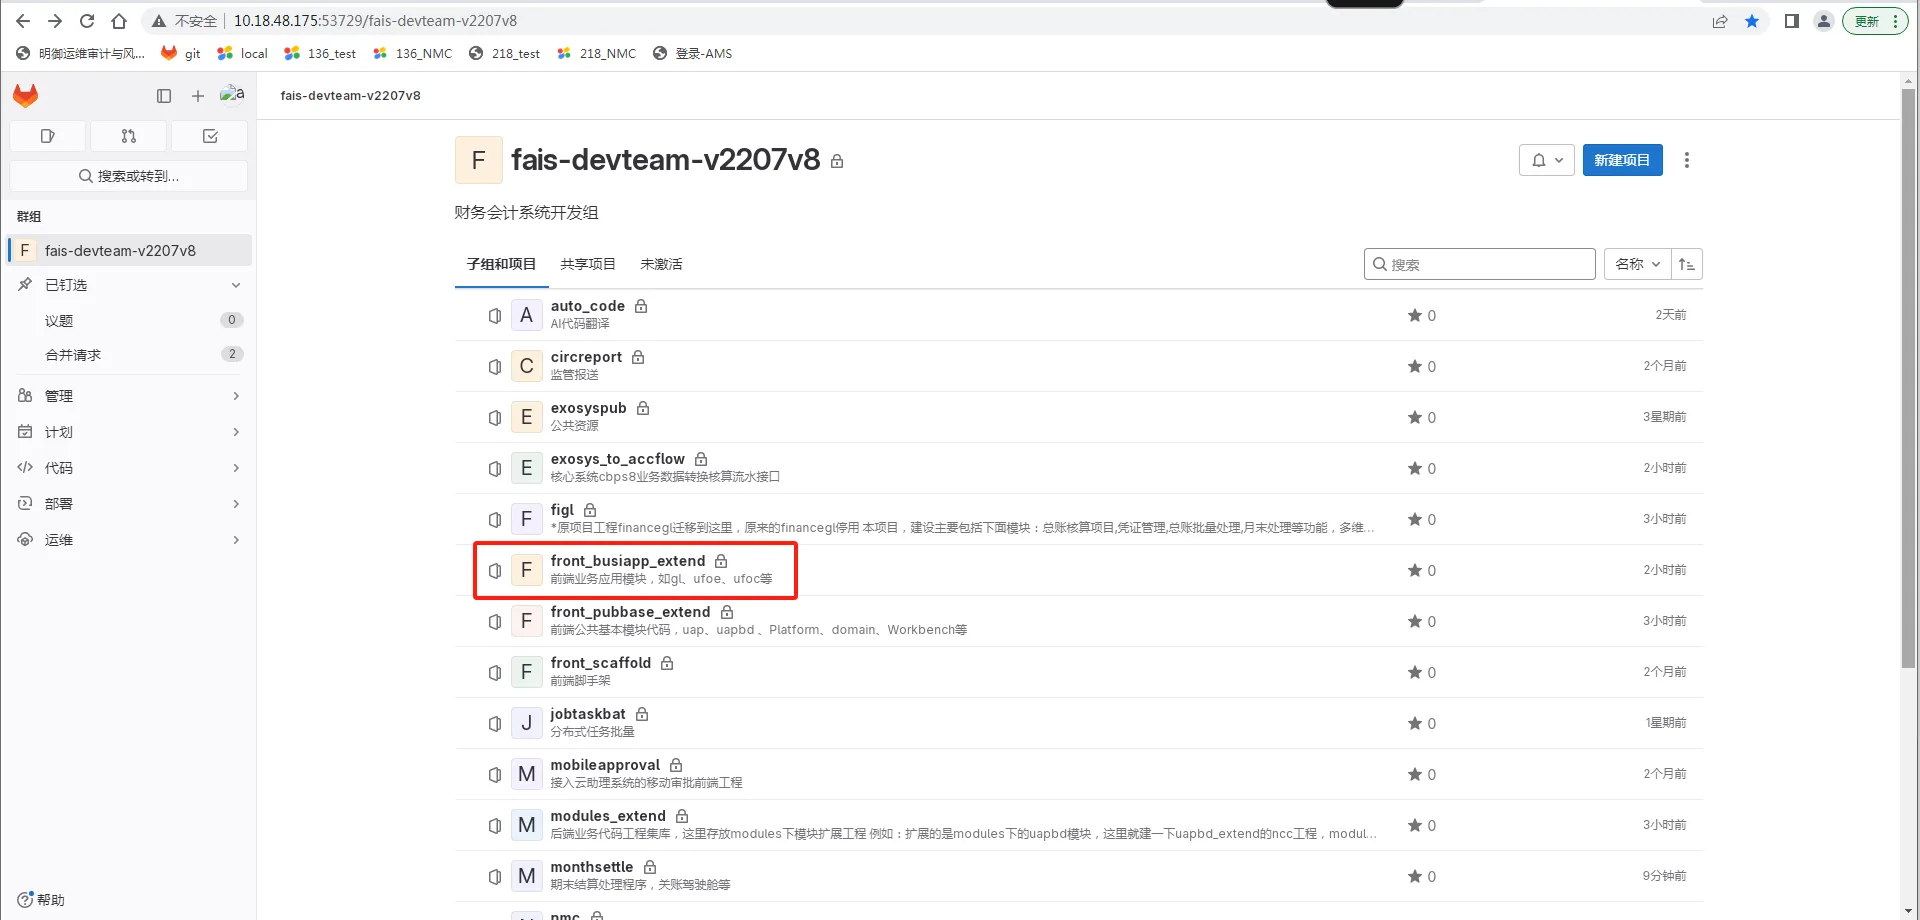 不安全 | 10.18.48.175:53729/fais-devteam-v2207v8
更新
明御运维审计与风... git local 136_test 136_NMC 218_test 218_NMC 登录-AMS
a
fais-devteam-v2207v8
搜索或转到...
群组
F fais-devteam-v2207v8
已钉选
议题 0
合并请求 2
管理
计划
代码
部署
运维
帮助
F fais-devteam-v2207v8
新建项目
财务会计系统开发组
子组和项目 共享项目 未激活
搜索 名称
A auto_code
AI代码翻译
0 2天前
C circreport
监管报送
0 2个月前
E exosyspub
公共资源
0 3星期前
E exosys_to_accflow
核心系统cbps8业务数据转换核算流水接口
0 2小时前
F figl
*原项目工程financegl迁移到这里，原来的financegl停用 本项目，建设主要包括下面模块：总账核算项目,凭证管理,总账批量处理,月末处理等功能，多维...
0 3小时前
F front_busiapp_extend
前端业务应用模块，如gl、ufoe、ufoc等
0 2小时前
F front_pubbase_extend
前端公共基本模块代码，uap、uapbd 、Platform、domain、Workbench等
0 3小时前
F front_scaffold
前端脚手架
0 2个月前
J jobtaskbat
分布式任务批量
0 1星期前
M mobileapproval
接入云助理系统的移动审批前端工程
0 2个月前
M modules_extend
后端业务代码工程集库，这里存放modules下模块扩展工程 例如：扩展的是modules下的uapbd模块，这里就建一下uapbd_extend的ncc工程，modul...
0 3小时前
M monthsettle
期末结算处理程序，关账驾驶舱等
0 9分钟前